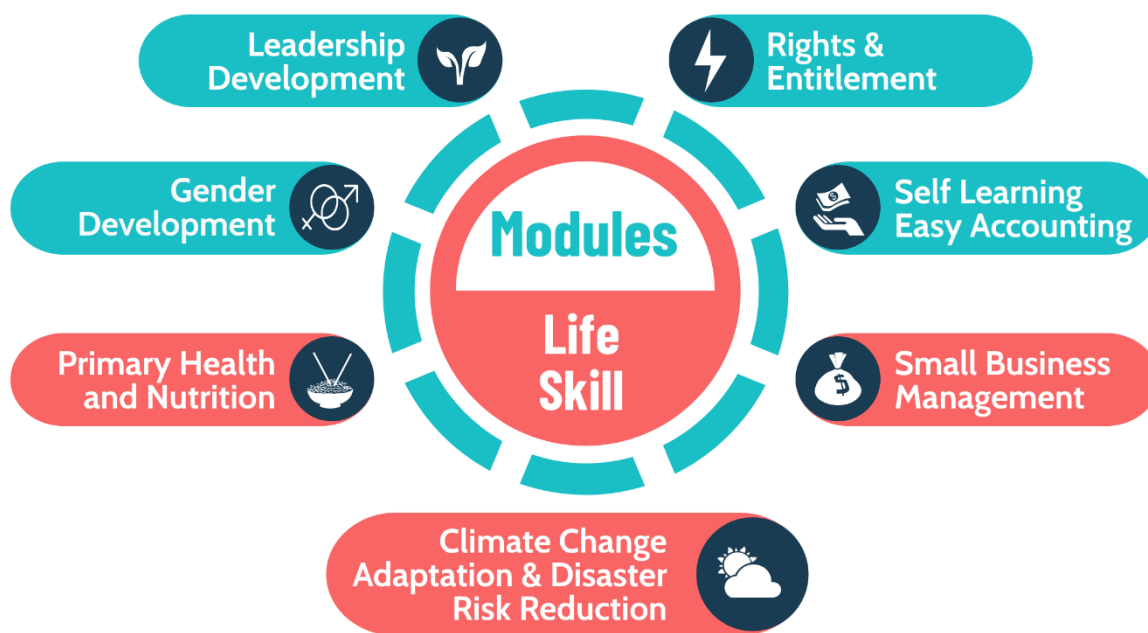 Leadership
Development
Rights &
Entitlement
Gender
Development
Self Learning
Easy Accounting
Modules
Life
Skill
Primary Health
and Nutrition
Small Business
Management
Climate Change
Adaptation & Disaster
Risk Reduction